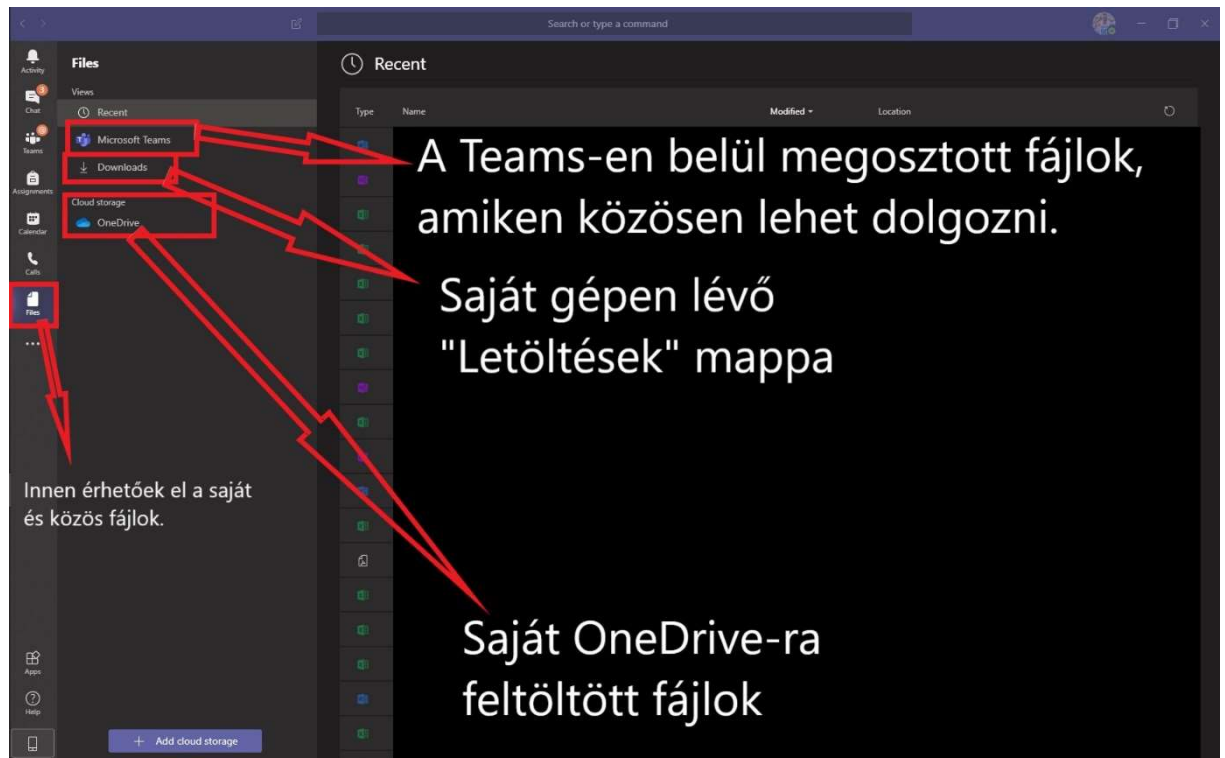 Search or type a command
Activity
3
Chat
Teams
Assignments
Calendar
Calls
Files
Apps
Help
Files
Views
Recent
Microsoft Teams
Downloads
Cloud storage
OneDrive
Add cloud storage
Innen érhetőek el a saját
és közös fájlok.
Recent
Type Name Modified Location
A Teams-en belül megosztott fájlok,
amiken közösen lehet dolgozni.
Saját gépen lévő
"Letöltések" mappa
Saját OneDrive-ra
feltöltött fájlok